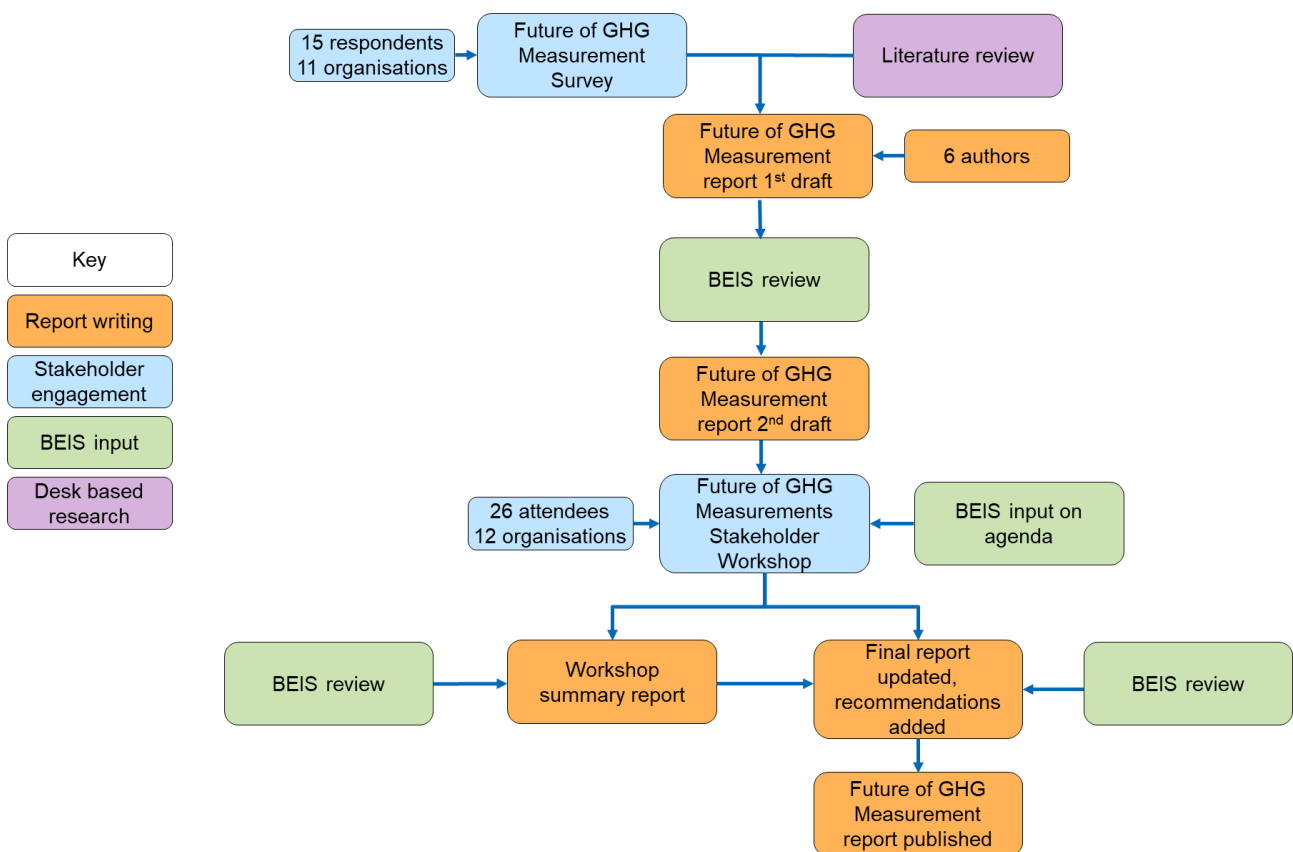 15 respondents
11 organisations
Future of GHG
Measurement
Survey
Literature review
Future of GHG
Measurement
report 1st draft
6 authors
Key
Report writing
Stakeholder
engagement
BEIS input
Desk based
research
BEIS review
Future of GHG
Measurement
report 2nd draft
26 attendees
12 organisations
Future of GHG
Measurements
Stakeholder
Workshop
BEIS input on
agenda
BEIS review
Workshop
summary report
Final report
updated,
recommendations
added
BEIS review
Future of GHG
Measurement
report published